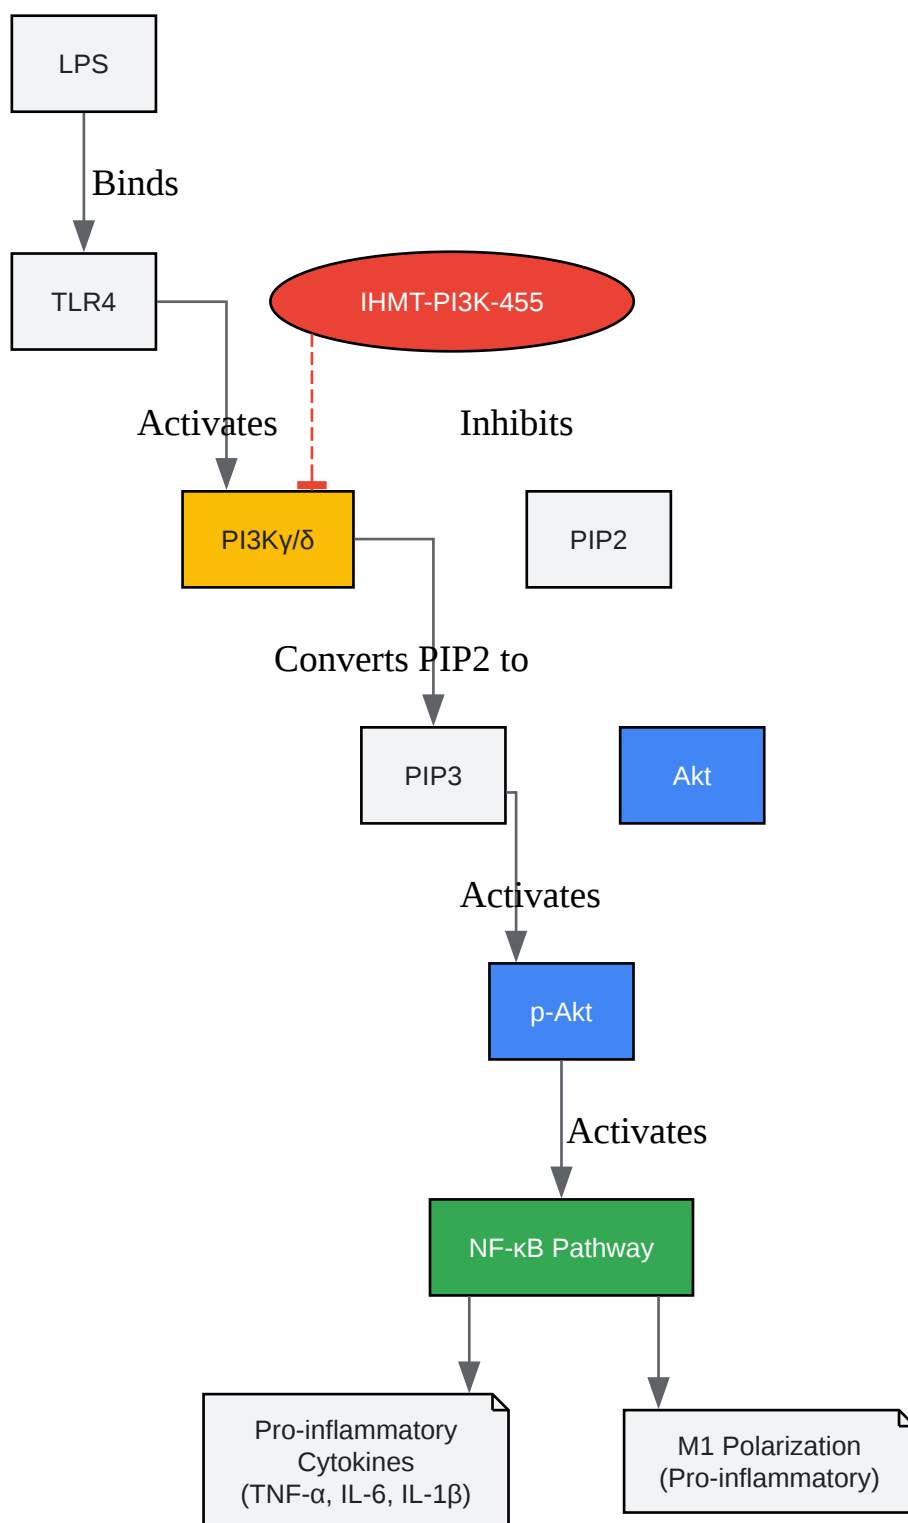 LPS
Binds
TLR4
IHMT-PI3K-455
Activates
Inhibits
PI3Kγ/δ
PIP2
Converts PIP2 to
PIP3
Akt
Activates
p-Akt
Activates
NF-κB Pathway
Pro-inflammatory
Cytokines
(TNF-α, IL-6, IL-1β)
M1 Polarization
(Pro-inflammatory)